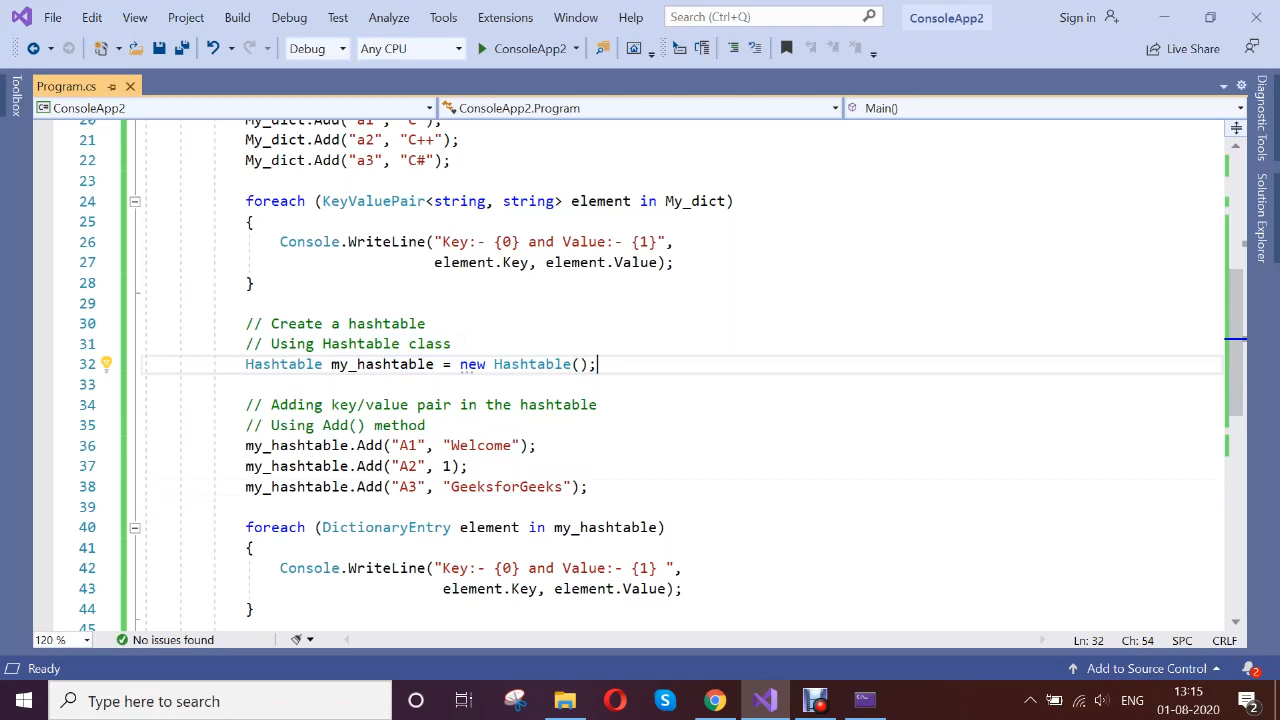 File Edit View Project Build Debug Test Analyze Tools Extensions Window Help Search (Ctrl+Q) ConsoleApp2 Sign in
Debug Any CPU ConsoleApp2 Live Share
Toolbox
Diagnostic Tools
Solution Explorer
Program.cs
ConsoleApp2 ConsoleApp2.Program Main()
20 My_dict.Add("a1", "C");
21 My_dict.Add("a2", "C++");
22 My_dict.Add("a3", "C#");
23
24 foreach (KeyValuePair<string, string> element in My_dict)
25 {
26 Console.WriteLine("Key:- {0} and Value:- {1}",
27 element.Key, element.Value);
28 }
29
30 // Create a hashtable
31 // Using Hashtable class
32 Hashtable my_hashtable = new Hashtable();
33
34 // Adding key/value pair in the hashtable
35 // Using Add() method
36 my_hashtable.Add("A1", "Welcome");
37 my_hashtable.Add("A2", 1);
38 my_hashtable.Add("A3", "GeeksforGeeks");
39
40 foreach (DictionaryEntry element in my_hashtable)
41 {
42 Console.WriteLine("Key:- {0} and Value:- {1} ",
43 element.Key, element.Value);
44 }
45
120 % No issues found Ln: 32 Ch: 54 SPC CRLF
Ready Add to Source Control 2
Type here to search ENG 13:15 2
01-08-2020